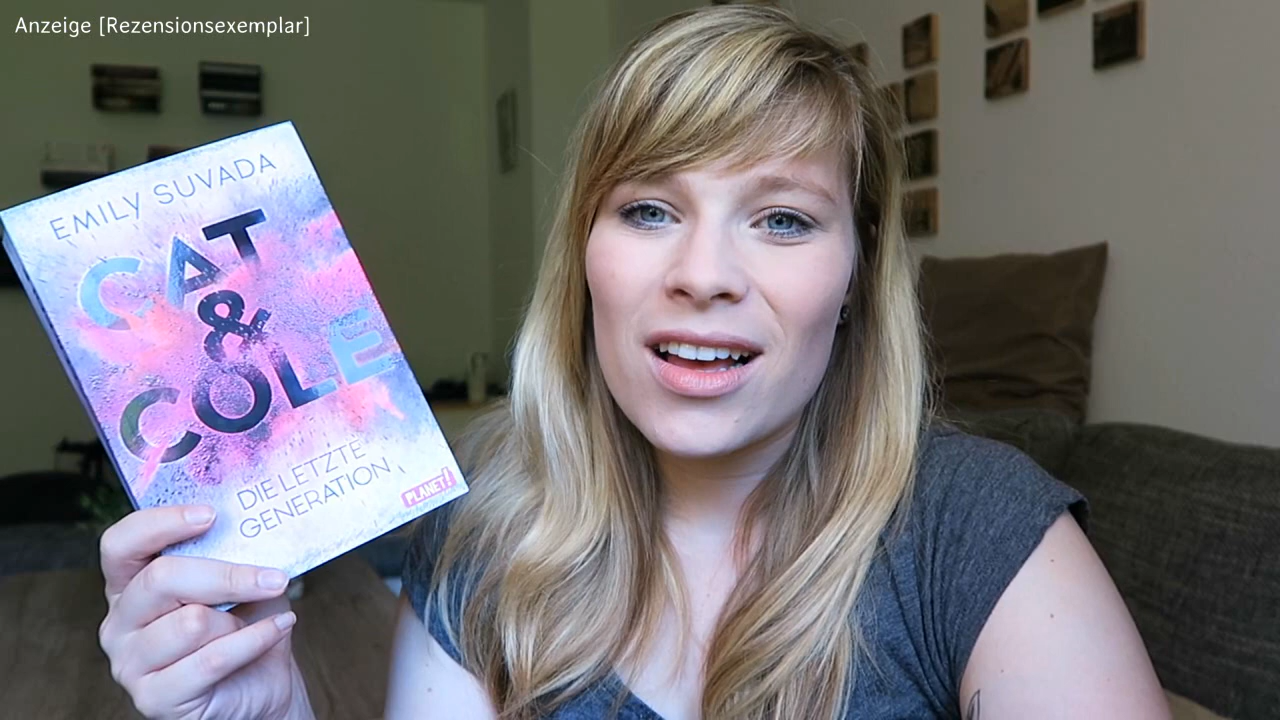 Anzeige [Rezensionsexemplar]
EMILY SUVADA
CAT
&
COLE
DIE LETZTE
GENERATION
PLANET!